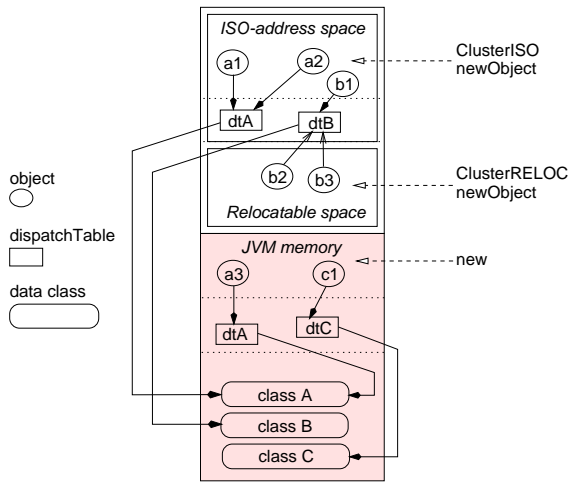 ISO-address space
a1
a2
b1
ClusterISO
newObject
dtA
dtB
b2
b3
Relocatable space
ClusterRELOC
newObject
object
dispatchTable
data class
JVM memory
new
a3
c1
dtA
dtC
class A
class B
class C